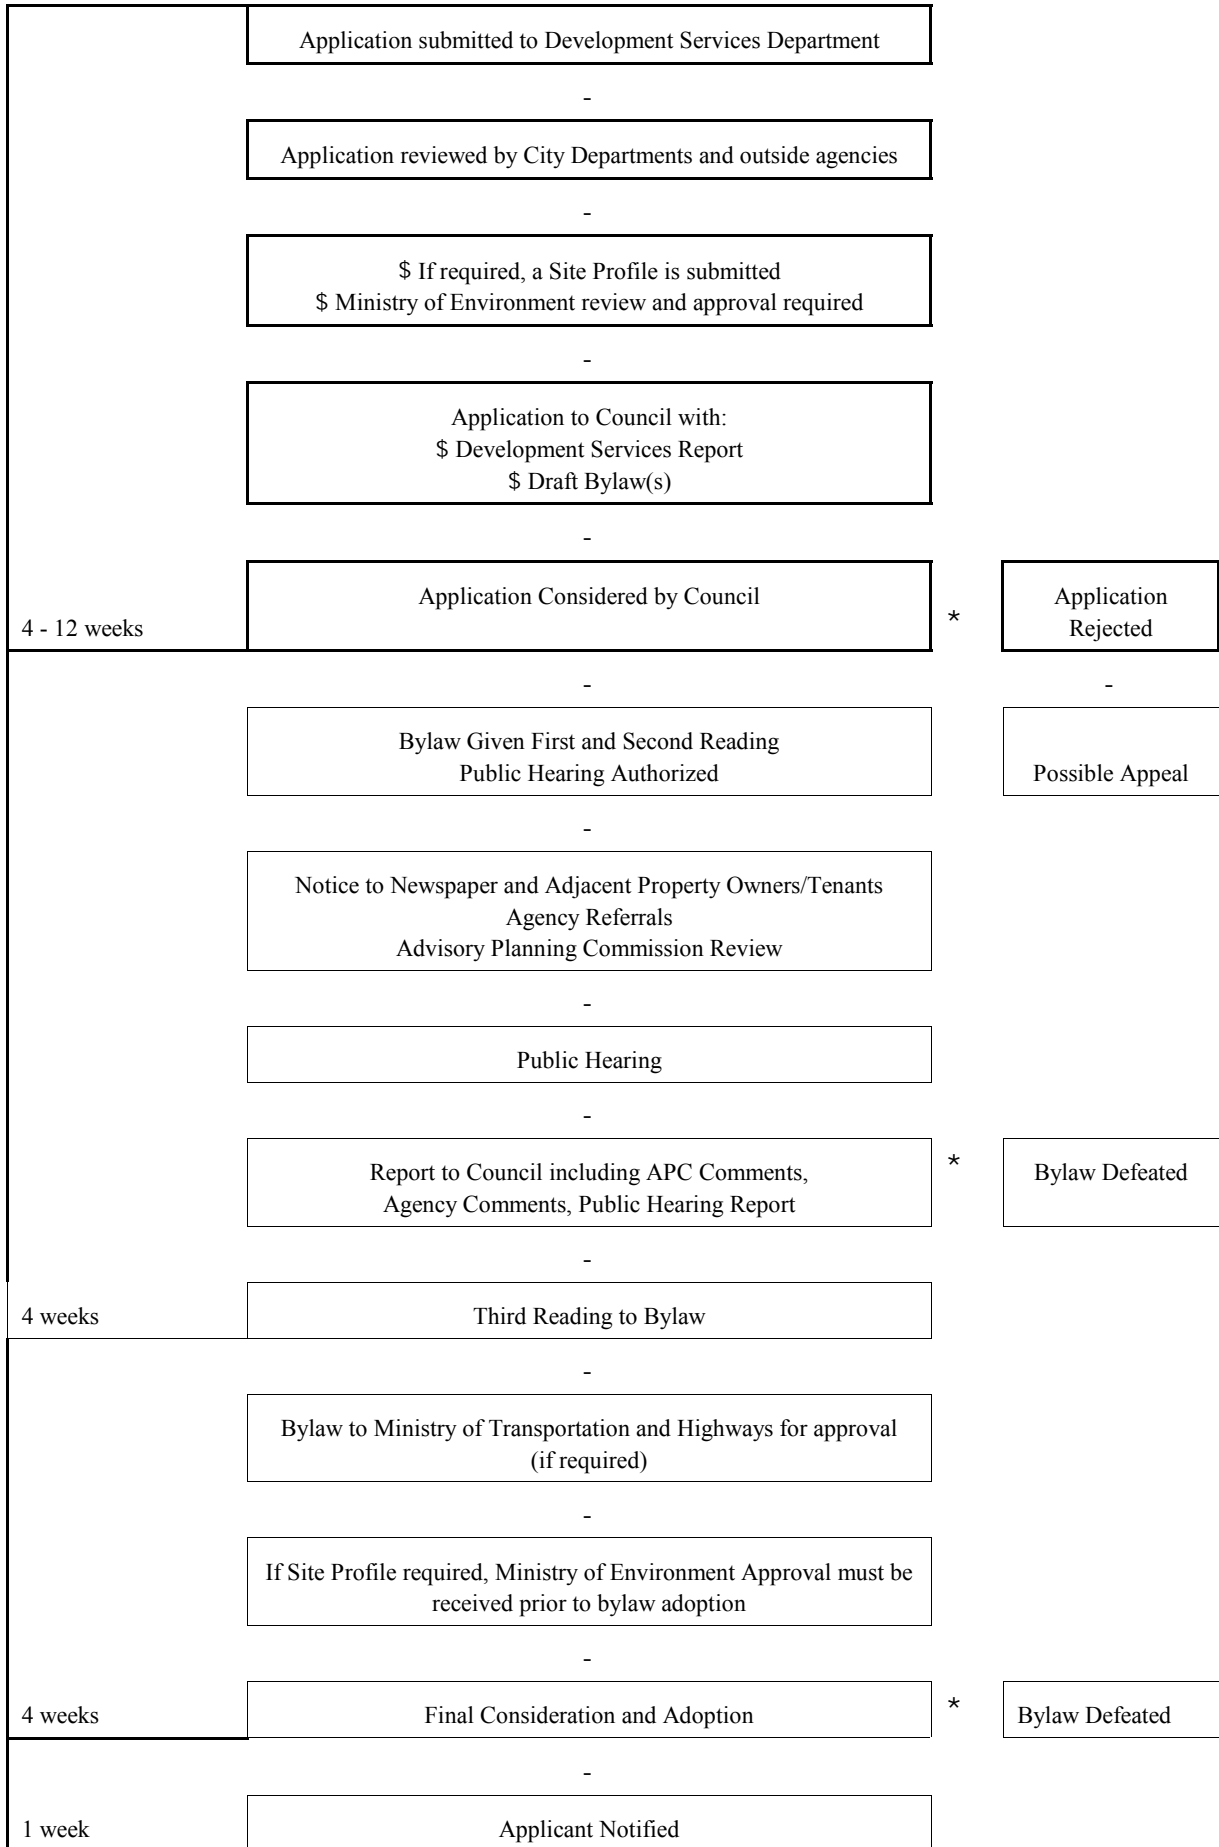 Application submitted to Development Services Department
-
Application reviewed by City Departments and outside agencies
-
$ If required, a Site Profile is submitted
$ Ministry of Environment review and approval required
-
Application to Council with:
$ Development Services Report
$ Draft Bylaw(s)
-
Application Considered by Council
4 - 12 weeks
*
Application
Rejected
-
-
Bylaw Given First and Second Reading
Public Hearing Authorized
Possible Appeal
-
Notice to Newspaper and Adjacent Property Owners/Tenants
Agency Referrals
Advisory Planning Commission Review
-
Public Hearing
-
Report to Council including APC Comments,
Agency Comments, Public Hearing Report
*
Bylaw Defeated
-
4 weeks
Third Reading to Bylaw
-
Bylaw to Ministry of Transportation and Highways for approval
(if required)
-
If Site Profile required, Ministry of Environment Approval must be
received prior to bylaw adoption
-
4 weeks
Final Consideration and Adoption
*
Bylaw Defeated
-
1 week
Applicant Notified